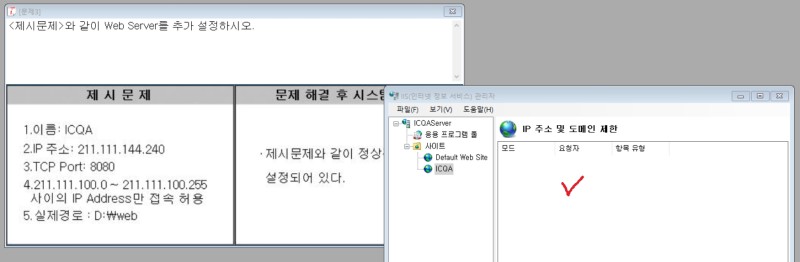 [문제3]
<제시문제>와 같이 Web Server를 추가 설정하시오.
제 시 문 제
문제 해결 후 시스템
1.이름: ICQA
2.IP 주소: 211.111.144.240
3.TCP Port: 8080
4.211.111.100.0 ~ 211.111.100.255
사이의 IP Address만 접속 허용
5.실제경로 : D:\web
·제시문제와 같이 정상
설정되어 있다.
IIS(인터넷 정보 서비스) 관리자
파일(F) 보기(V) 도움말(H)
ICQAServer
응용 프로그램 풀
사이트
Default Web Site
ICQA
IP 주소 및 도메인 제한
모드 요청자 항목 유형